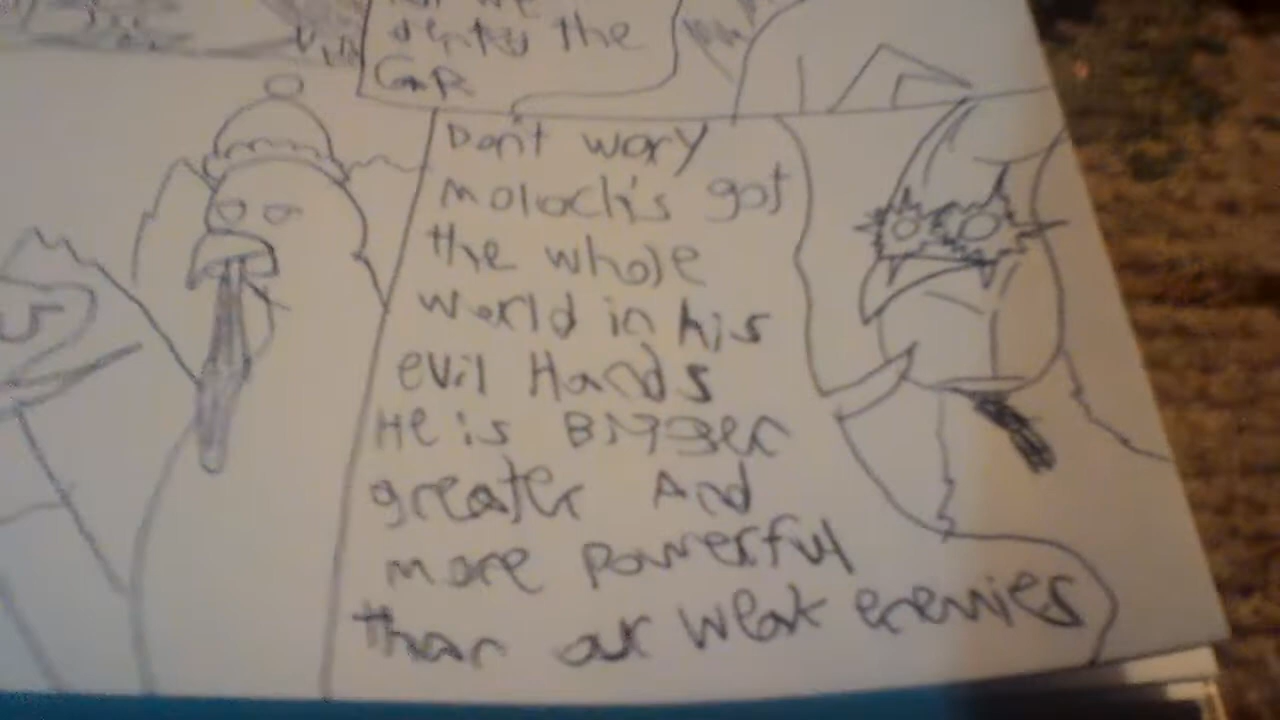 the
Don't wory
moloch's got
the whole
world in his
evil Hands
He is Bigger
greater And
more powerful
than our weak enemies